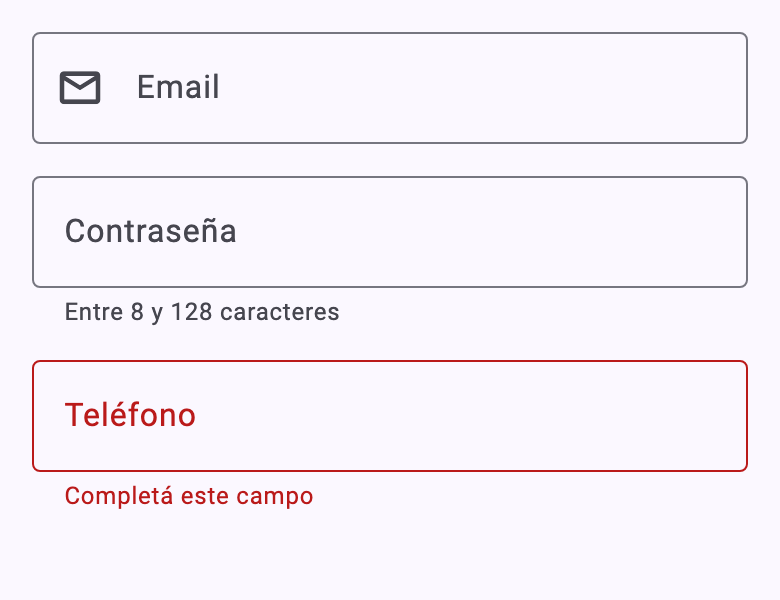 Email
Contraseña
Entre 8 y 128 caracteres
Teléfono
Completá este campo